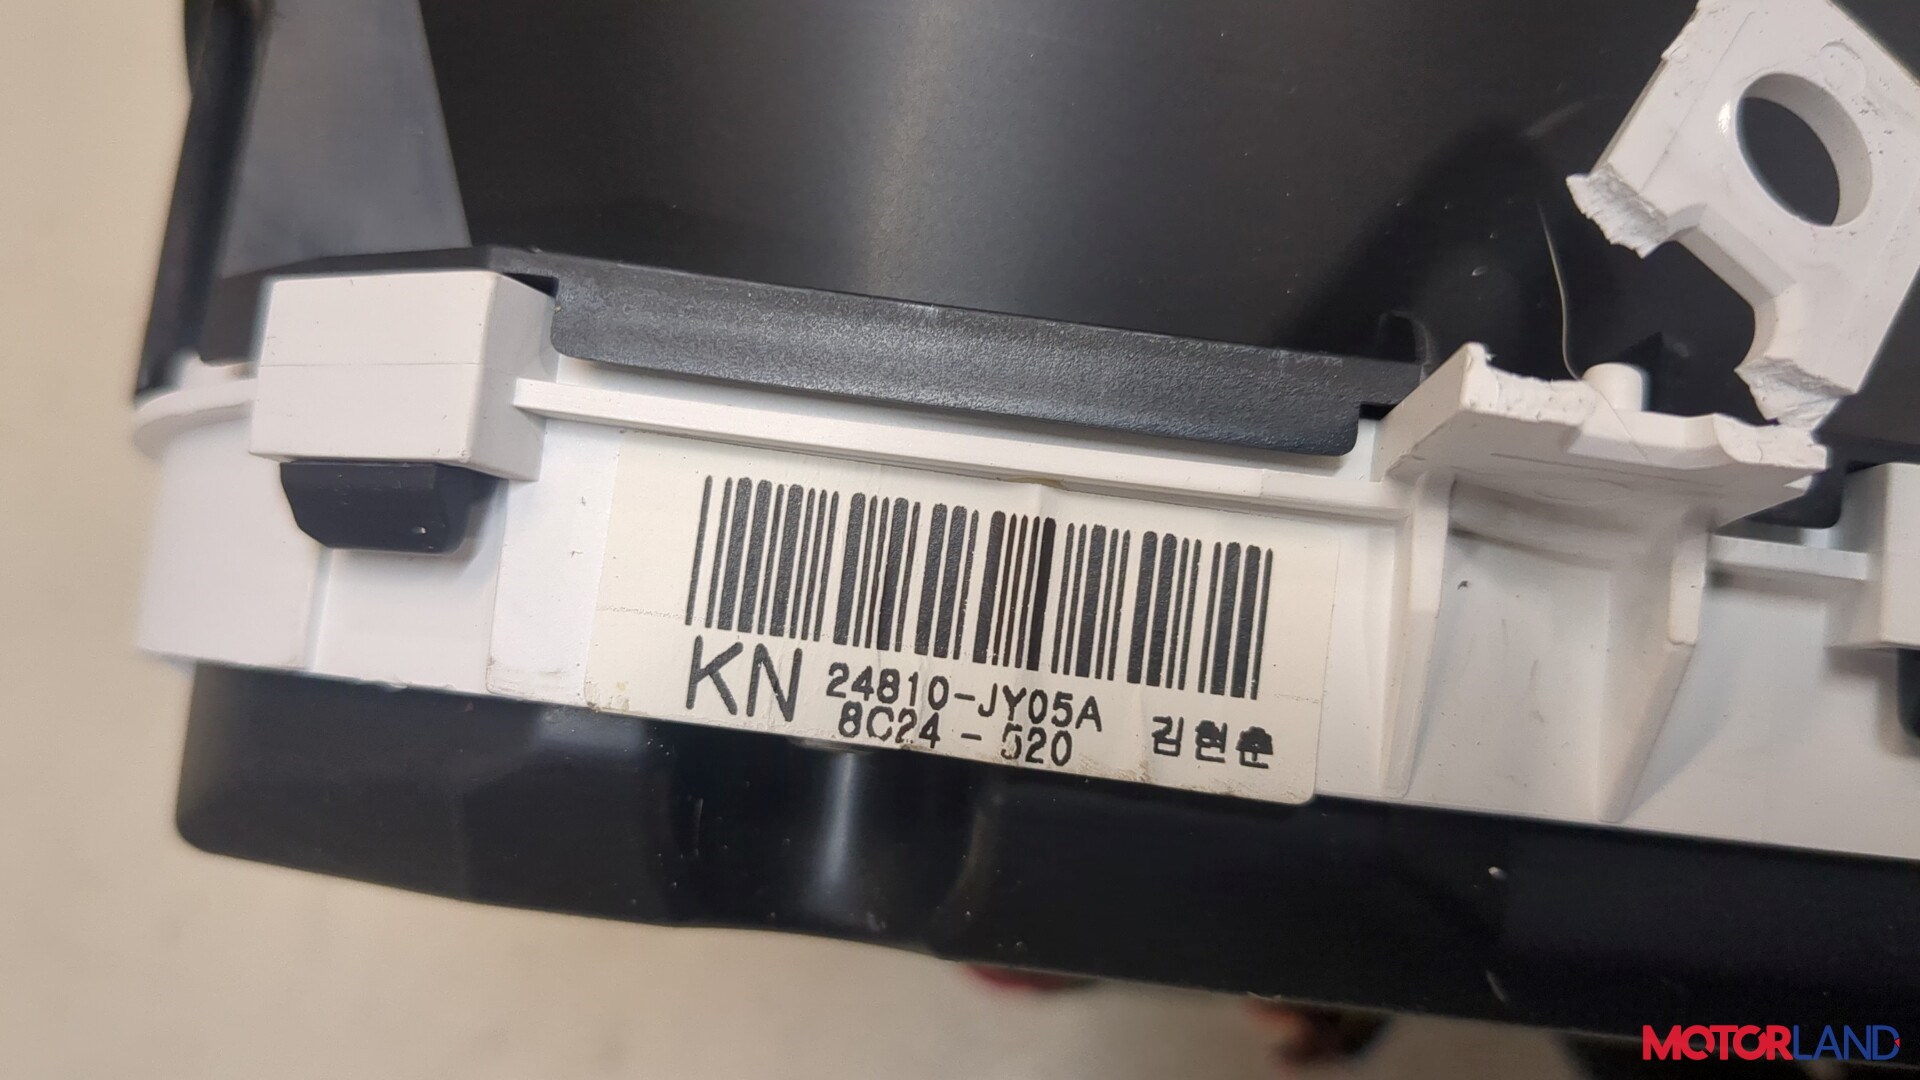 KN 24810-JY05A
8C24 - 520 김현순
MOTORLAND